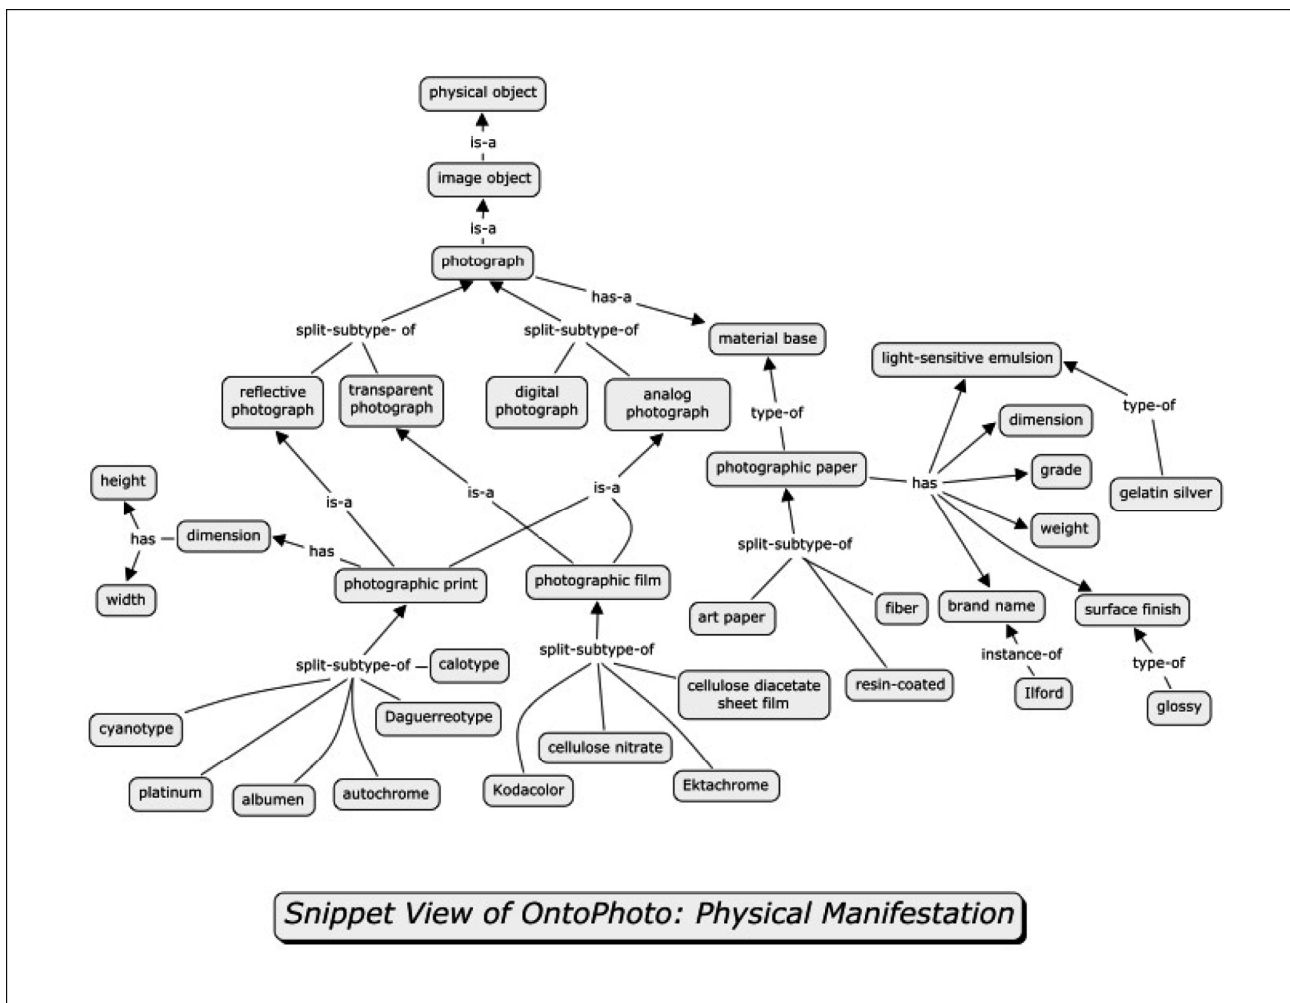 physical object
is-a
image object
is-a
photograph
has-a
split-subtype- of
split-subtype-of
material base
light-sensitive emulsion
reflective
photograph
transparent
photograph
digital
photograph
analog
photograph
type-of
type-of
dimension
height
photographic paper
grade
has
gelatin silver
is-a
is-a
is-a
weight
dimension
has
has
split-subtype-of
photographic print
photographic film
width
art paper
fiber
brand name
surface finish
split-subtype-of
calotype
split-subtype-of
instance-of
type-of
cellulose diacetate
sheet film
resin-coated
Ilford
glossy
cyanotype
Daguerreotype
cellulose nitrate
platinum
albumen
autochrome
Kodacolor
Ektachrome
Snippet View of OntoPhoto: Physical Manifestation